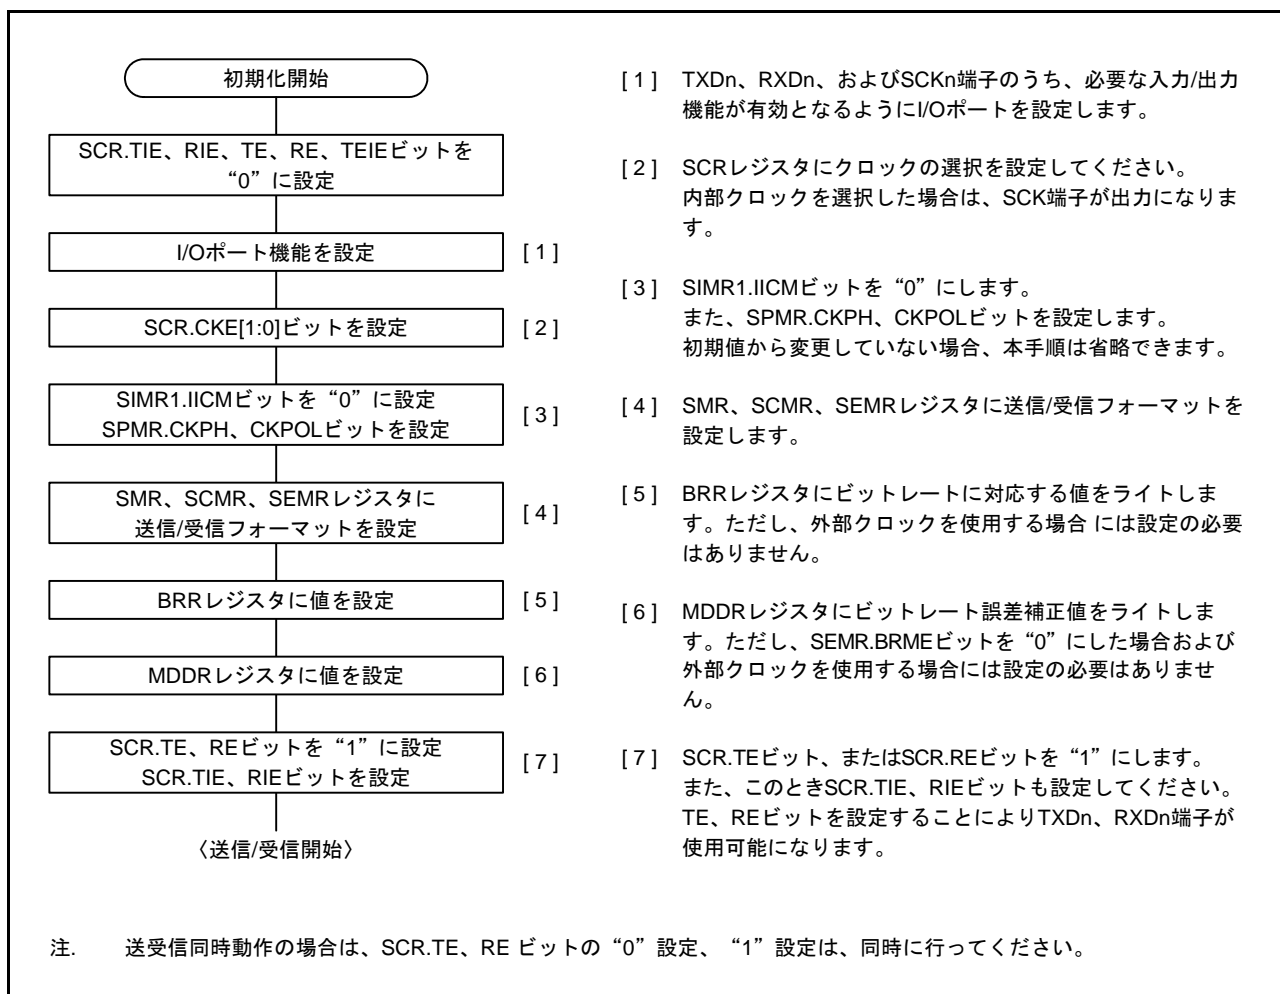 初期化開始
SCR.TIE、RIE、TE、RE、TEIEビットを
“0”に設定
I/Oポート機能を設定
[ 1 ]
SCR.CKE[1:0]ビットを設定
[ 2 ]
SIMR1.IICMビットを“0”に設定
SPMR.CKPH、CKPOLビットを設定
[ 3 ]
SMR、SCMR、SEMRレジスタに
送信/受信フォーマットを設定
[ 4 ]
BRRレジスタに値を設定
[ 5 ]
MDDRレジスタに値を設定
[ 6 ]
SCR.TE、REビットを“1”に設定
SCR.TIE、RIEビットを設定
[ 7 ]
〈送信/受信開始〉
[ 1 ] TXDn、RXDn、およびSCKn端子のうち、必要な入力/出力
機能が有効となるようにI/Oポートを設定します。
[ 2 ] SCRレジスタにクロックの選択を設定してください。
内部クロックを選択した場合は、SCK端子が出力になりま
す。
[ 3 ] SIMR1.IICMビットを“0”にします。
また、SPMR.CKPH、CKPOLビットを設定します。
初期値から変更していない場合、本手順は省略できます。
[ 4 ] SMR、SCMR、SEMRレジスタに送信/受信フォーマットを
設定します。
[ 5 ] BRRレジスタにビットレートに対応する値をライトしま
す。ただし、外部クロックを使用する場合 には設定の必要
はありません。
[ 6 ] MDDRレジスタにビットレート誤差補正値をライトしま
す。ただし、SEMR.BRMEビットを“0”にした場合および
外部クロックを使用する場合には設定の必要はありませ
ん。
[ 7 ] SCR.TEビット、またはSCR.REビットを“1”にします。
また、このときSCR.TIE、RIEビットも設定してください。
TE、REビットを設定することによりTXDn、RXDn端子が
使用可能になります。
注. 送受信同時動作の場合は、SCR.TE、RE ビットの“0”設定、“1”設定は、同時に行ってください。